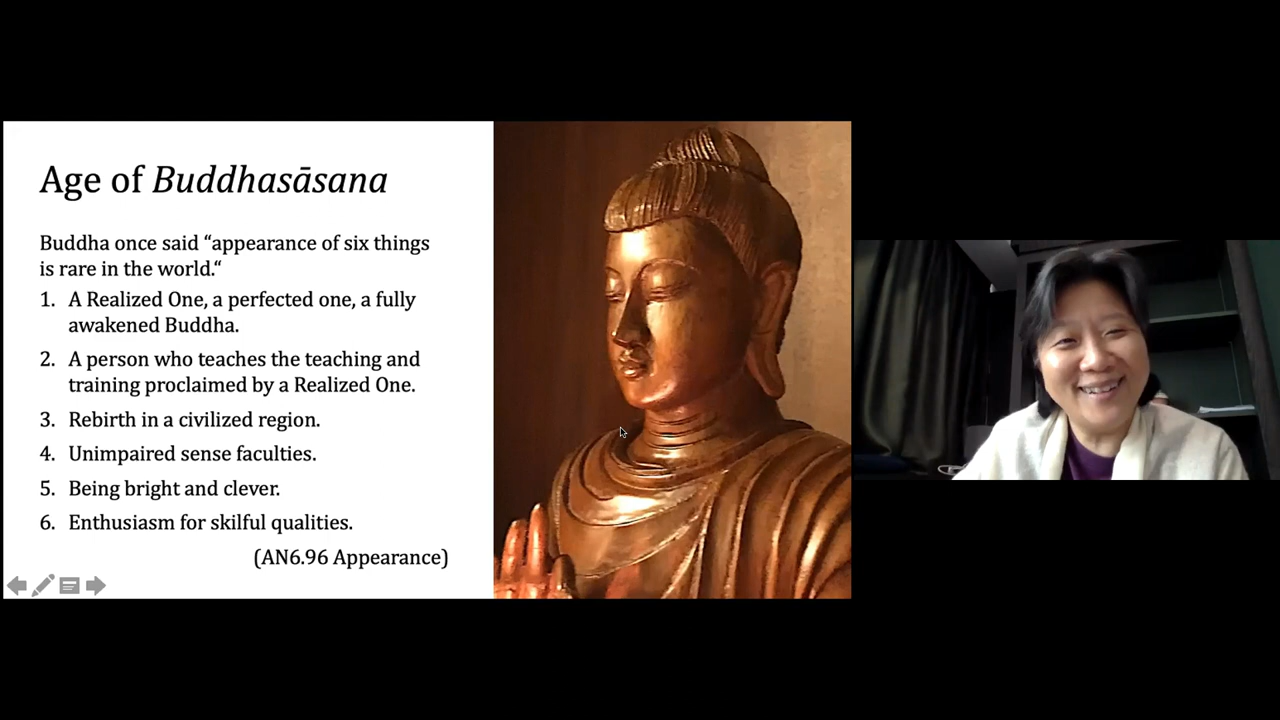 Age of Buddhasāsana
Buddha once said “appearance of six things
is rare in the world.“
1. A Realized One, a perfected one, a fully
awakened Buddha.
2. A person who teaches the teaching and
training proclaimed by a Realized One.
3. Rebirth in a civilized region.
4. Unimpaired sense faculties.
5. Being bright and clever.
6. Enthusiasm for skilful qualities.
(AN6.96 Appearance)